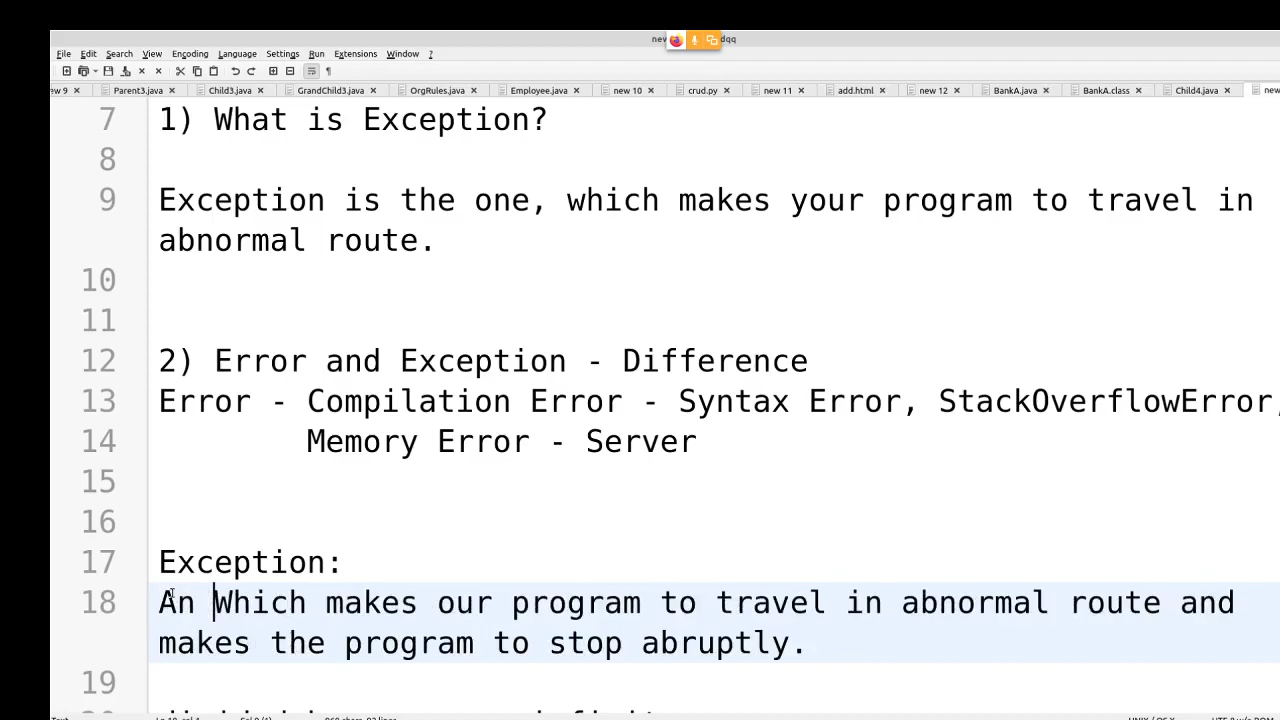 dqq
File Edit Search View Encoding Language Settings Run Extensions Window ?
Parent3.java Child3.java GrandChild3.java OrgRules.java Employee.java new 10 crud.py new 11 add.html new 12 BankA.java BankA.class Child4.java new
7 1) What is Exception?
8
9 Exception is the one, which makes your program to travel in
abnormal route.
10
11
12 2) Error and Exception - Difference
13 Error - Compilation Error - Syntax Error, StackOverflowError,
14 Memory Error - Server
15
16
17 Exception:
18 An Which makes our program to travel in abnormal route and
makes the program to stop abruptly.
19